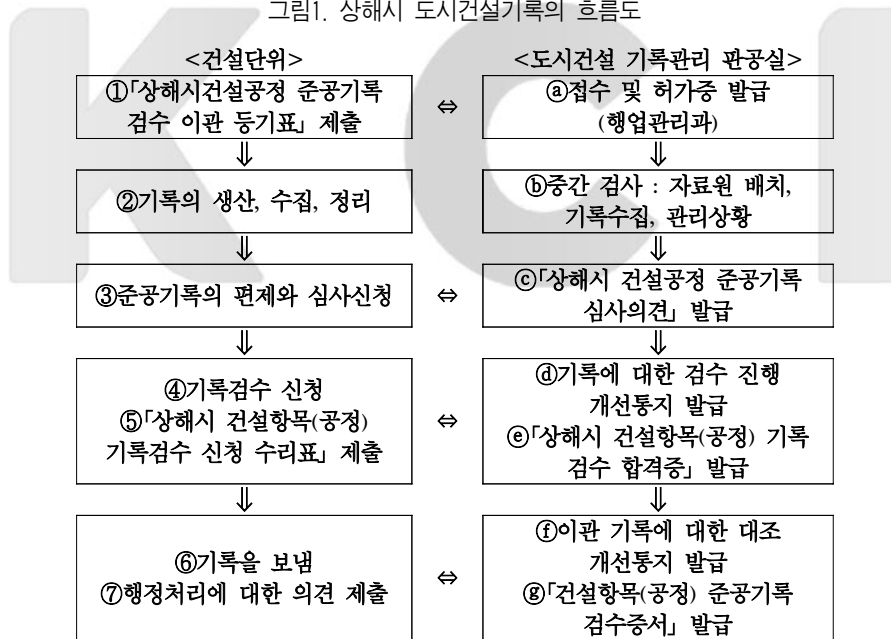 그림1. 상해시 도시건설기록의 흐름도
<건설단위>
①「상해시건설공정 준공기록
검수 이관 등기표」 제출
⇓
②기록의 생산, 수집, 정리
⇓
③준공기록의 편제와 심사신청
⇓
④기록검수 신청
⑤「상해시 건설항목(공정)
기록검수 신청 수리표」 제출
⇓
⑥기록을 보냄
⑦행정처리에 대한 의견 제출
⇔
⇔
⇔
⇔
<도시건설 기록관리 판공실>
ⓐ접수 및 허가증 발급
(행업관리과)
⇓
ⓑ중간 검사 : 자료원 배치,
기록수집, 관리상황
⇓
ⓒ「상해시 건설공정 준공기록
심사의견」 발급
⇓
ⓓ기록에 대한 검수 진행
개선통지 발급
ⓔ「상해시 건설항목(공정) 기록
검수 합격증」 발급
⇓
ⓕ이관 기록에 대한 대조
개선통지 발급
ⓖ「건설항목(공정) 준공기록
검수증서」 발급
KCI